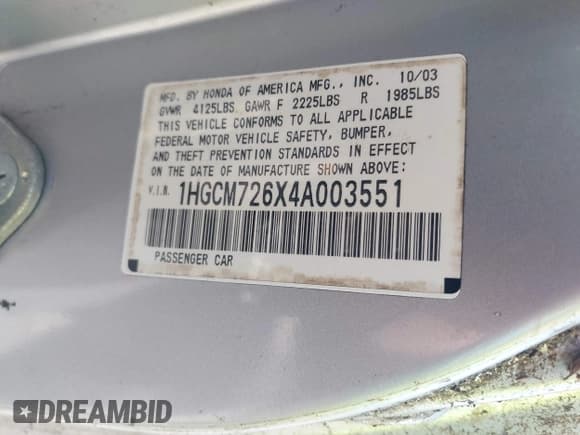 MFD. BY HONDA OF AMERICA MFG., INC. 10/03
GVWR 4125LBS GAWR F 2225LBS R 1985LBS
THIS VEHICLE CONFORMS TO ALL APPLICABLE
FEDERAL MOTOR VEHICLE SAFETY, BUMPER,
AND THEFT PREVENTION STANDARDS IN EFFECT
ON THE DATE OF MANUFACTURE SHOWN ABOVE:
V.I.N. 1HGCM726X4A003551
PASSENGER CAR
DREAMBID